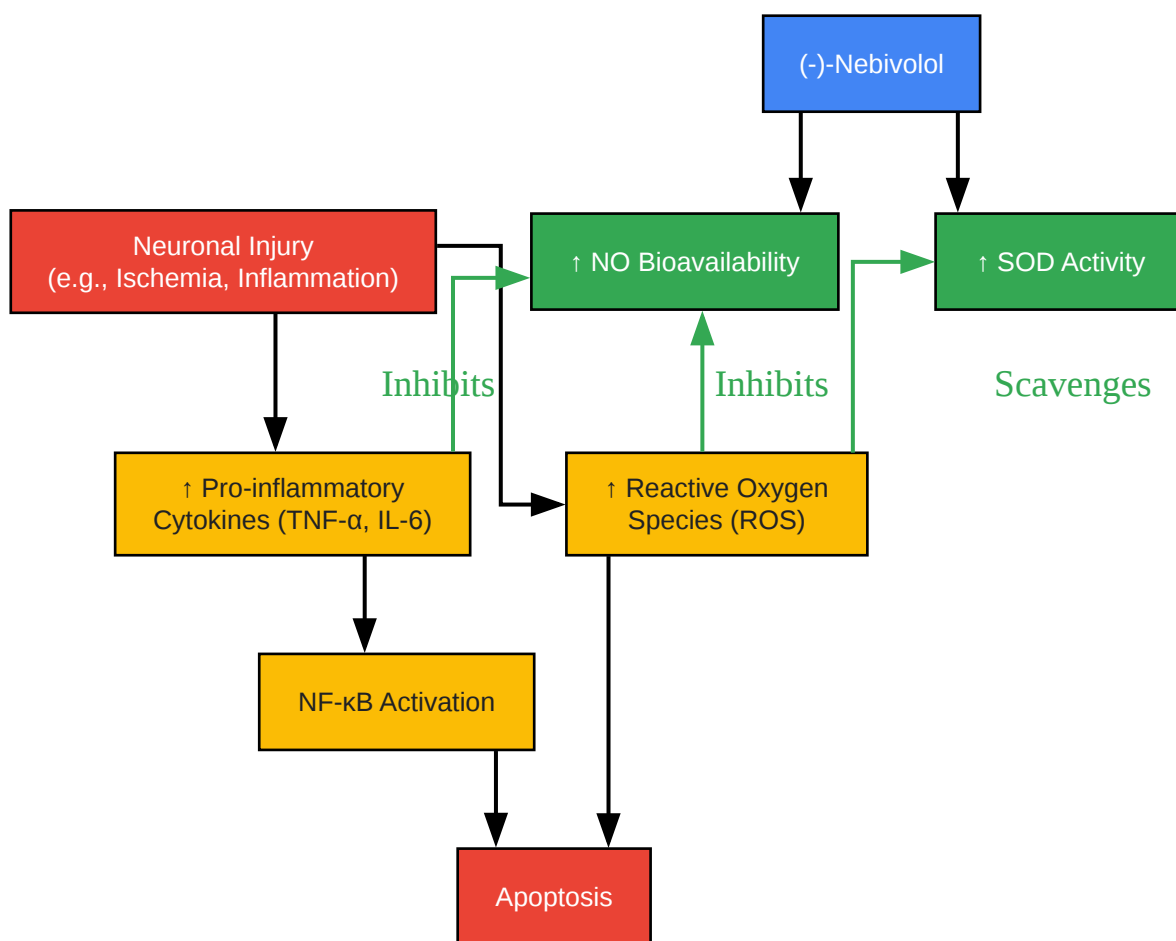 (-)-Nebivolol
Neuronal Injury
(e.g., Ischemia, Inflammation)
↑ NO Bioavailability
↑ SOD Activity
Inhibits
Inhibits
Scavenges
↑ Pro-inflammatory
Cytokines (TNF-α, IL-6)
↑ Reactive Oxygen
Species (ROS)
NF-κB Activation
Apoptosis